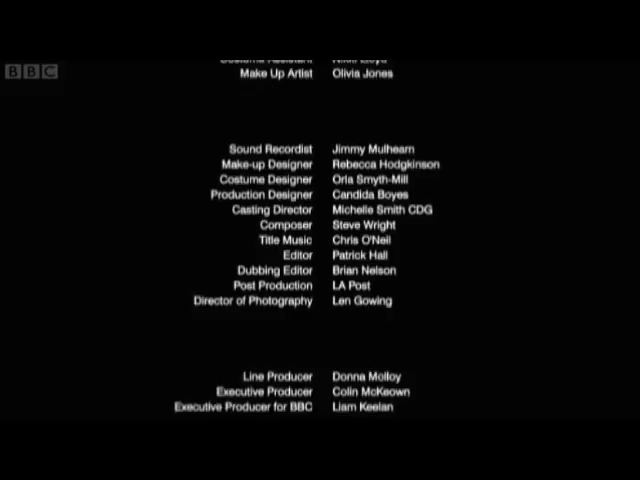 BBC
Make Up Artist Olivia Jones
Sound Recordist Jimmy Mulhearn
Make-up Designer Rebecca Hodgkinson
Costume Designer Orla Smyth-Mill
Production Designer Candida Boyes
Casting Director Michelle Smith CDG
Composer Steve Wright
Title Music Chris O'Neil
Editor Patrick Hall
Dubbing Editor Brian Nelson
Post Production LA Post
Director of Photography Len Gowing
Line Producer Donna Molloy
Executive Producer Colin McKeown
Executive Producer for BBC Liam Keelan